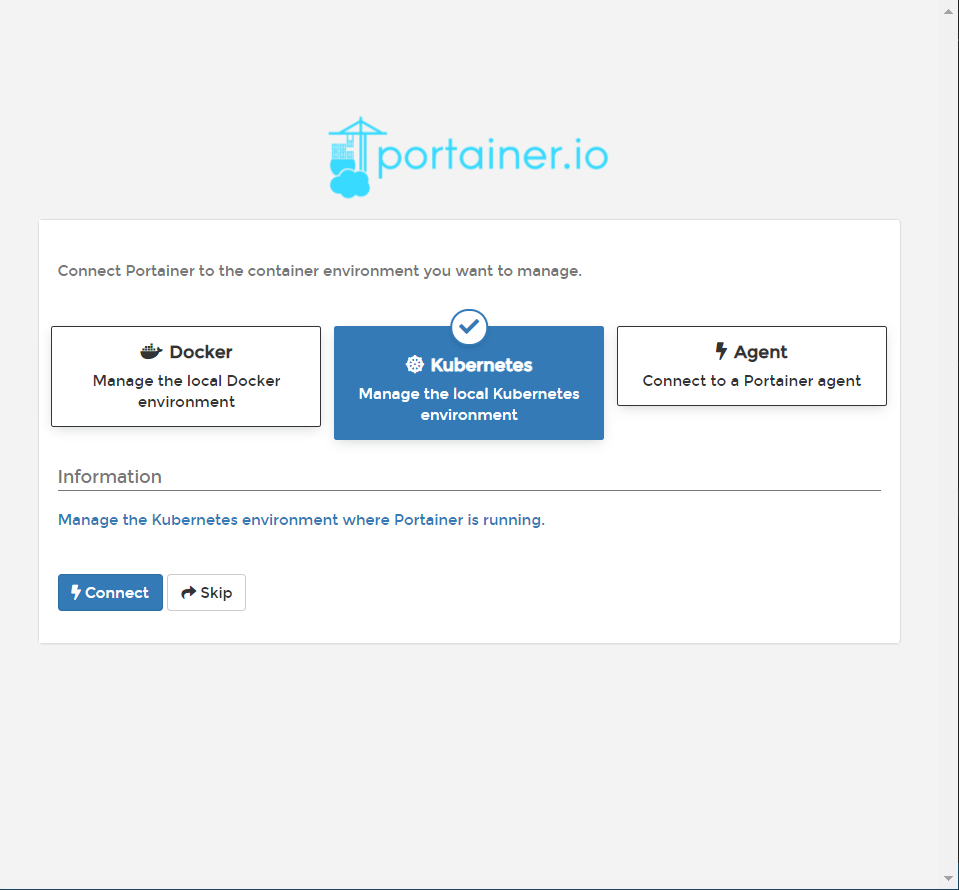 portainer.io
Connect Portainer to the container environment you want to manage.
Docker
Manage the local Docker
environment
Kubernetes
Manage the local Kubernetes
environment
Agent
Connect to a Portainer agent
Information
Manage the Kubernetes environment where Portainer is running.
Connect
Skip